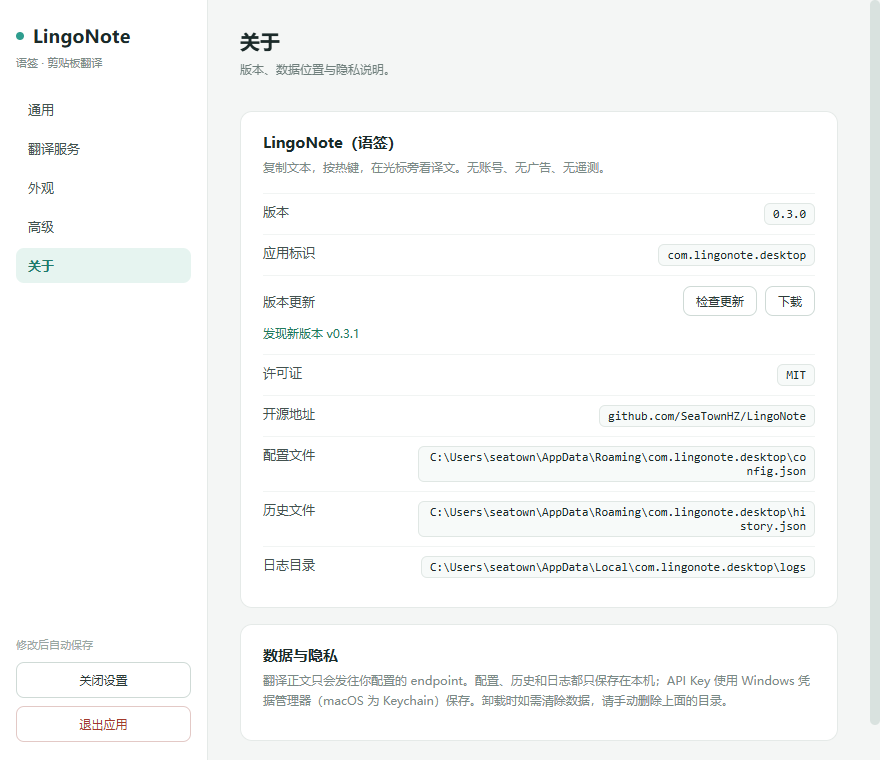 LingoNote
语签 · 剪贴板翻译
通用
翻译服务
外观
高级
关于
修改后自动保存
关闭设置
退出应用
关于
版本、数据位置与隐私说明。
LingoNote（语签）
复制文本，按热键，在光标旁看译文。无账号、无广告、无遥测。
版本
0.3.0
应用标识
com.lingonote.desktop
版本更新
检查更新
下载
发现新版本 v0.3.1
许可证
MIT
开源地址
github.com/SeaTownHZ/LingoNote
配置文件
C:\Users\seatown\AppData\Roaming\com.lingonote.desktop\co
nfig.json
历史文件
C:\Users\seatown\AppData\Roaming\com.lingonote.desktop\hi
story.json
日志目录
C:\Users\seatown\AppData\Local\com.lingonote.desktop\logs
数据与隐私
翻译正文只会发往你配置的 endpoint。配置、历史和日志都只保存在本机；API Key 使用 Windows 凭
据管理器（macOS 为 Keychain）保存。卸载时如需清除数据，请手动删除上面的目录。